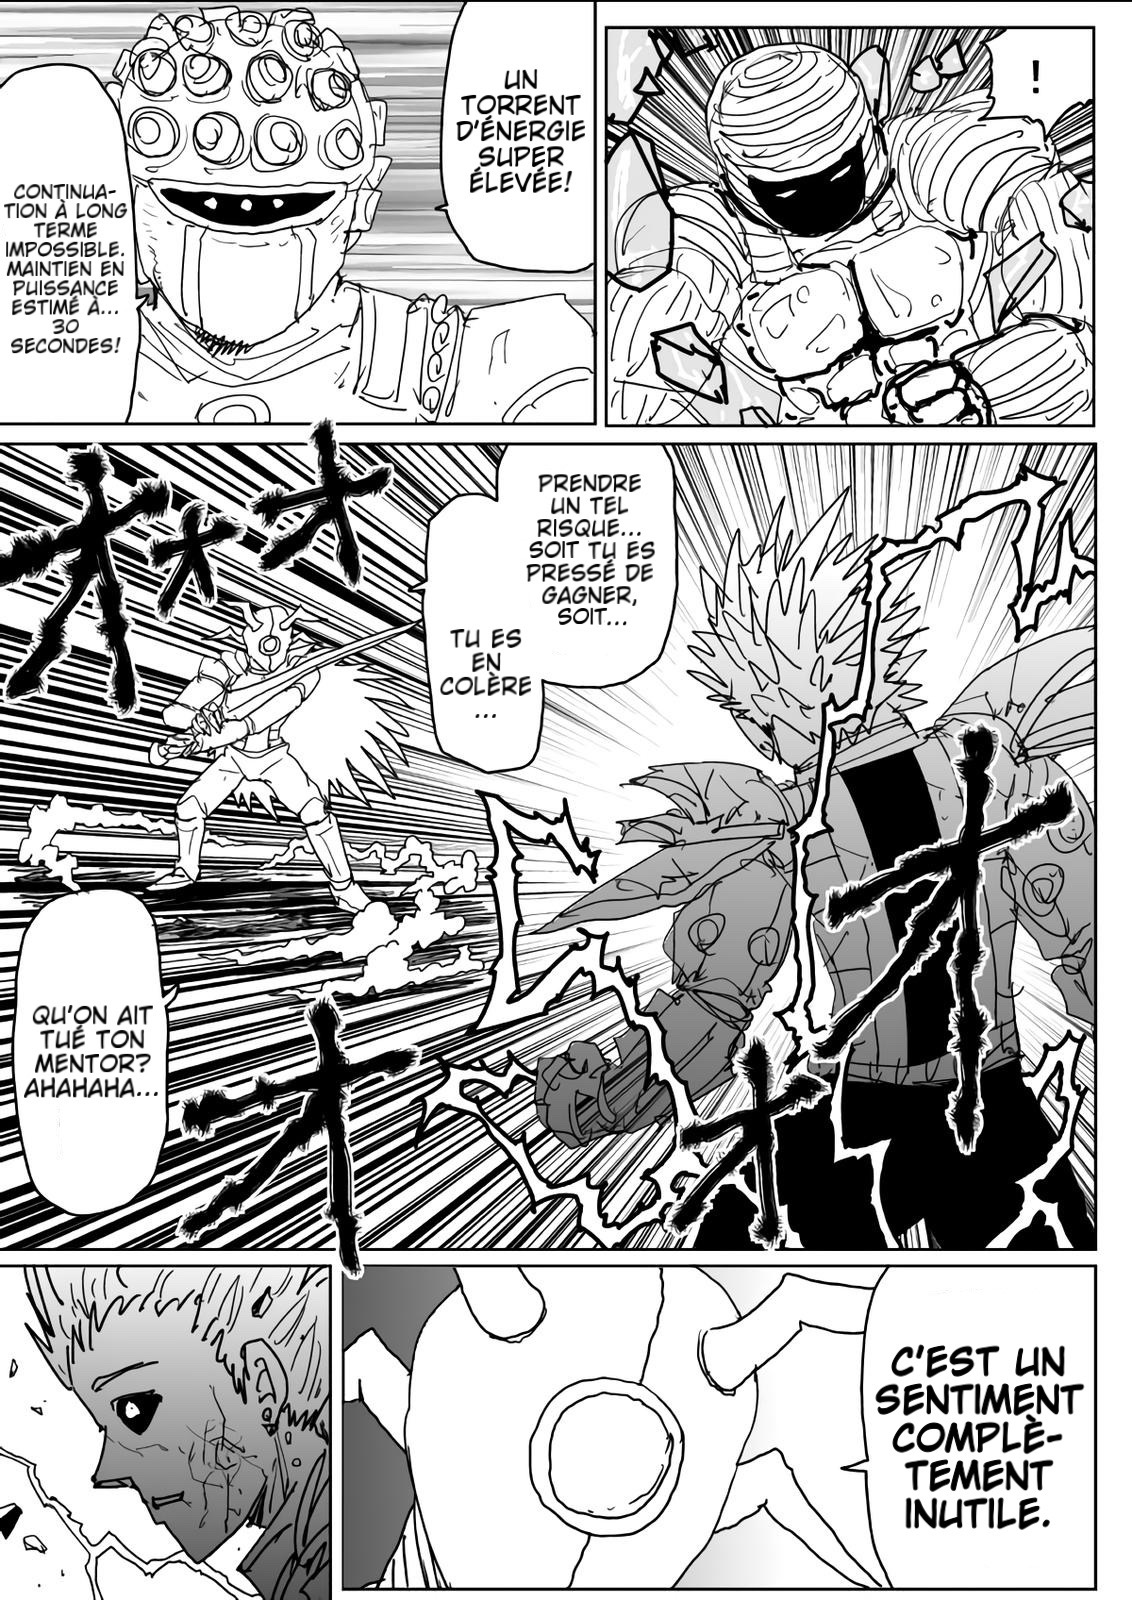 !
UN
TORRENT
D'ÉNERGIE
SUPER
ÉLEVÉE!
CONTINUA-
TION À LONG
TERME
IMPOSSIBLE.
MAINTIEN EN
PUISSANCE
ESTIMÉ À...
30
SECONDES!
PRENDRE
UN TEL
RISQUE...
SOIT TU ES
PRESSÉ DE
GAGNER,
SOIT...
TU ES
EN
COLÈRE
...
オォオ
オオオ
QU'ON AIT
TUÉ TON
MENTOR?
AHAHAHA...
C'EST UN
SENTIMENT
COMPLÈ-
TEMENT
INUTILE.